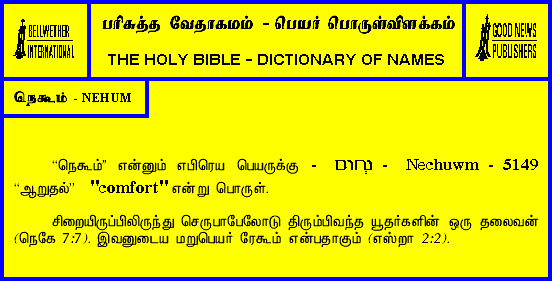 BELLWETHER
INTERNATIONAL
பரிசுத்த வேதாகமம் - பெயர் பொருள்விளக்கம்
THE HOLY BIBLE - DICTIONARY OF NAMES
GOOD NEWS
PUBLISHERS
நெகூம் - NEHUM
“நெகூம்” என்னும் எபிரெய பெயருக்கு - נחום - Nechuwm - 5149
“ஆறுதல்” "comfort" என்று பொருள்.
சிறையிருப்பிலிருந்து செருபாபேலோடு திரும்பிவந்த யூதர்களின் ஒரு தலைவன்
(நெகே 7:7). இவனுடைய மறுபெயர் ரேகூம் என்பதாகும் (எஸ்றா 2:2).